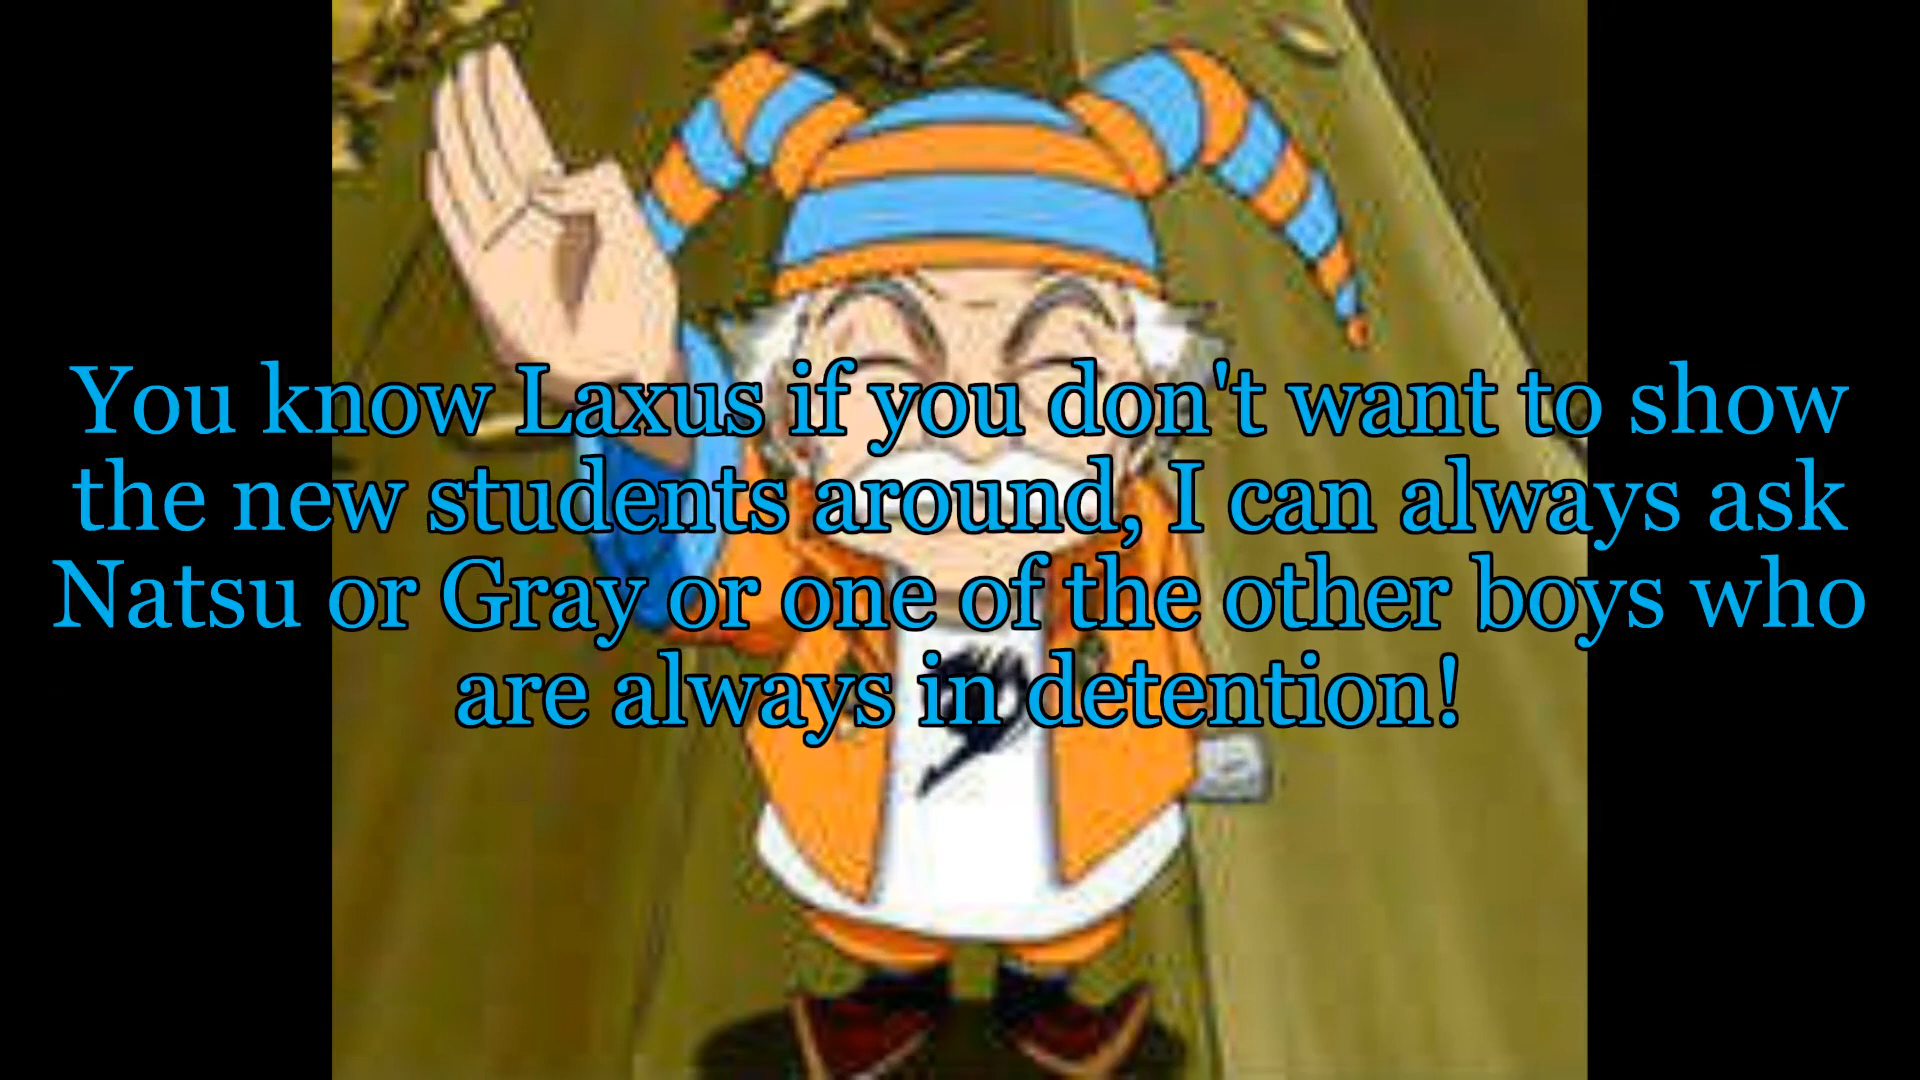 You know Laxus if you don't want to show
the new students around, I can always ask
Natsu or Gray or one of the other boys who
are always in detention!